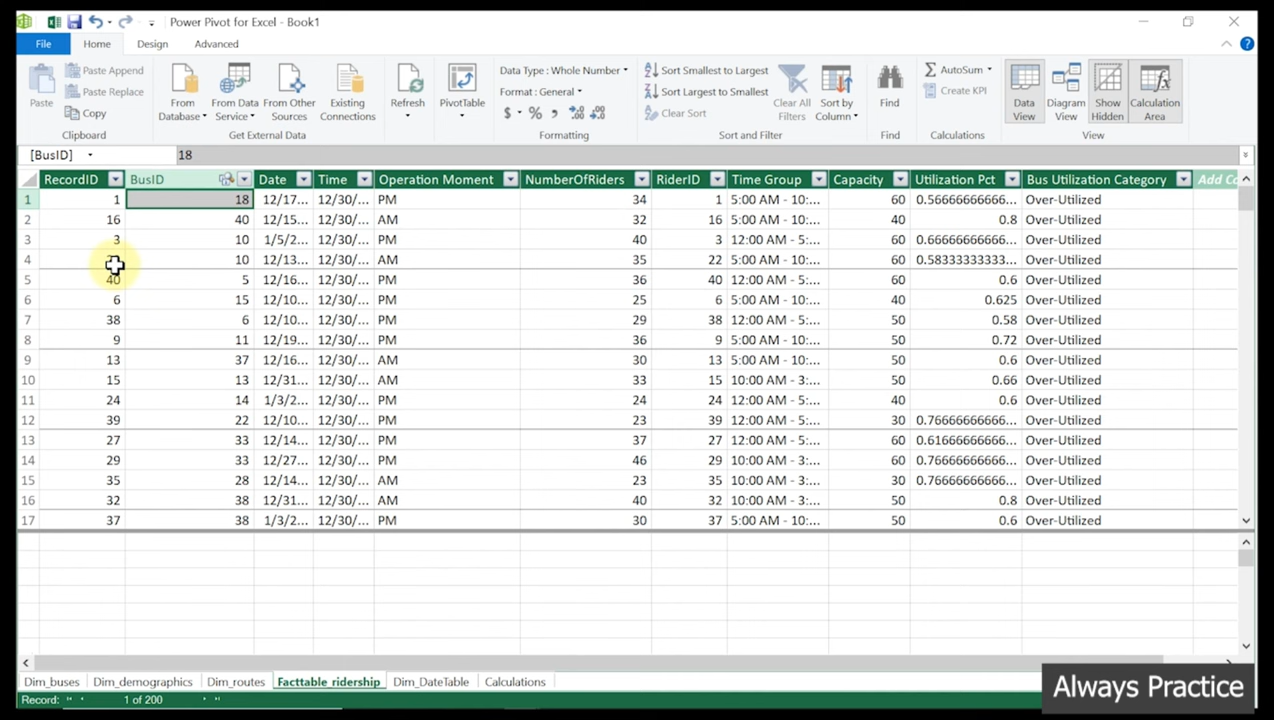 Power Pivot for Excel - Book1
File Home Design Advanced
Paste
Paste Append
Paste Replace
Copy
Clipboard
From Database
From Data Service
From Other Sources
Existing Connections
Get External Data
Refresh
PivotTable
Data Type : Whole Number
Format : General
$ % ,
Formatting
Sort Smallest to Largest
Sort Largest to Smallest
Clear Sort
Clear All Filters
Sort by Column
Sort and Filter
Find
Find
AutoSum
Create KPI
Calculations
Data View
Diagram View
Show Hidden
Calculation Area
View
[BusID] 18
RecordID BusID Date Time Operation Moment NumberOfRiders RiderID Time Group Capacity Utilization Pct Bus Utilization Category Add Co
1 1 18 12/17... 12/30/... PM 34 1 5:00 AM - 10:... 60 0.56666666666... Over-Utilized
2 16 40 12/15... 12/30/... AM 32 16 5:00 AM - 10:... 40 0.8 Over-Utilized
3 3 10 1/5/2... 12/30/... PM 40 3 12:00 AM - 5:... 60 0.66666666666... Over-Utilized
4 10 12/13... 12/30/... AM 35 22 5:00 AM - 10:... 60 0.58333333333... Over-Utilized
5 40 5 12/16... 12/30/... PM 36 40 12:00 AM - 5:... 60 0.6 Over-Utilized
6 6 15 12/10... 12/30/... PM 25 6 5:00 AM - 10:... 40 0.625 Over-Utilized
7 38 6 12/10... 12/30/... PM 29 38 12:00 AM - 5:... 50 0.58 Over-Utilized
8 9 11 12/19... 12/30/... PM 36 9 5:00 AM - 10:... 50 0.72 Over-Utilized
9 13 37 12/16... 12/30/... AM 30 13 5:00 AM - 10:... 50 0.6 Over-Utilized
10 15 13 12/31... 12/30/... AM 33 15 10:00 AM - 3:... 50 0.66 Over-Utilized
11 24 14 1/3/2... 12/30/... PM 24 24 12:00 AM - 5:... 40 0.6 Over-Utilized
12 39 22 12/10... 12/30/... PM 23 39 12:00 AM - 5:... 30 0.76666666666... Over-Utilized
13 27 33 12/14... 12/30/... PM 37 27 12:00 AM - 5:... 60 0.61666666666... Over-Utilized
14 29 33 12/27... 12/30/... PM 46 29 10:00 AM - 3:... 60 0.76666666666... Over-Utilized
15 35 28 12/14... 12/30/... AM 23 35 10:00 AM - 3:... 30 0.76666666666... Over-Utilized
16 32 38 12/31... 12/30/... AM 40 32 10:00 AM - 3:... 50 0.8 Over-Utilized
17 37 38 1/3/2... 12/30/... PM 30 37 5:00 AM - 10:... 50 0.6 Over-Utilized
Dim_buses Dim_demographics Dim_routes Facttable_ridership Dim_DateTable Calculations
Record: 1 of 200
Always Practice